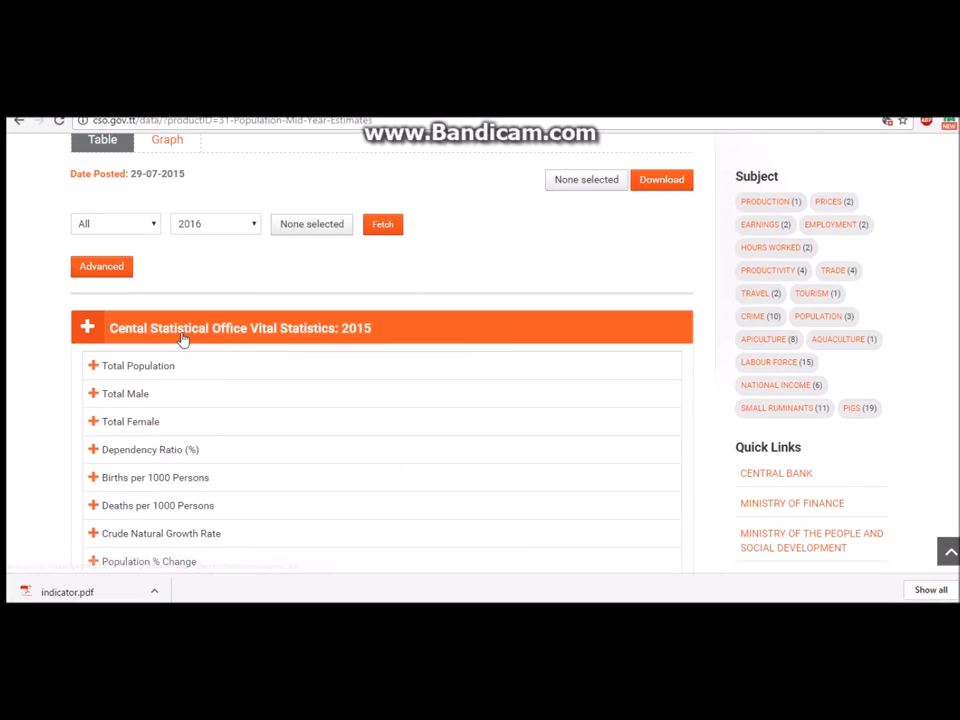 cso.gov.tt/data/?productID=31-Population-Mid-Year-Estimates
www.Bandicam.com
NEW
Table
Graph
Date Posted: 29-07-2015
None selected
Download
All
2016
None selected
Fetch
Advanced
Cental Statistical Office Vital Statistics: 2015
Total Population
Total Male
Total Female
Dependency Ratio (%)
Births per 1000 Persons
Deaths per 1000 Persons
Crude Natural Growth Rate
Population % Change
Subject
PRODUCTION (1)
PRICES (2)
EARNINGS (2)
EMPLOYMENT (2)
HOURS WORKED (2)
PRODUCTIVITY (4)
TRADE (4)
TRAVEL (2)
TOURISM (1)
CRIME (10)
POPULATION (3)
APICULTURE (8)
AQUACULTURE (1)
LABOUR FORCE (15)
NATIONAL INCOME (6)
SMALL RUMINANTS (11)
PIGS (19)
Quick Links
CENTRAL BANK
MINISTRY OF FINANCE
MINISTRY OF THE PEOPLE AND
SOCIAL DEVELOPMENT
indicator.pdf
Show all